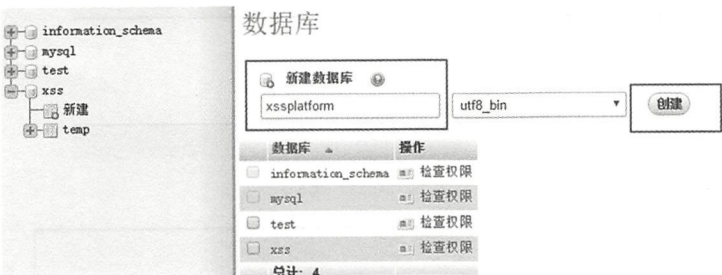 information_schema
mysql
test
xss
新建
temp
数据库
新建数据库
xssplatform
utf8_bin
创建
数据库 操作
information_schema 检查权限
mysql 检查权限
test 检查权限
xss 检查权限
总计: 4